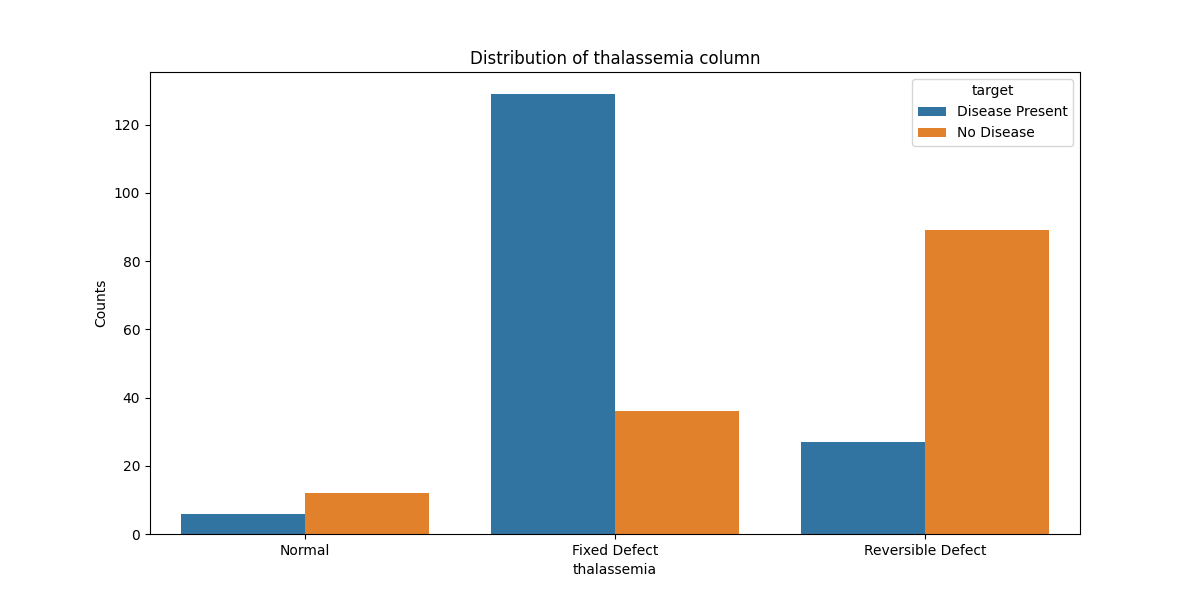 Distribution of thalassemia column
target
Disease Present
No Disease
120
100
80
60
40
20
0
Counts
Normal
Fixed Defect
Reversible Defect
thalassemia